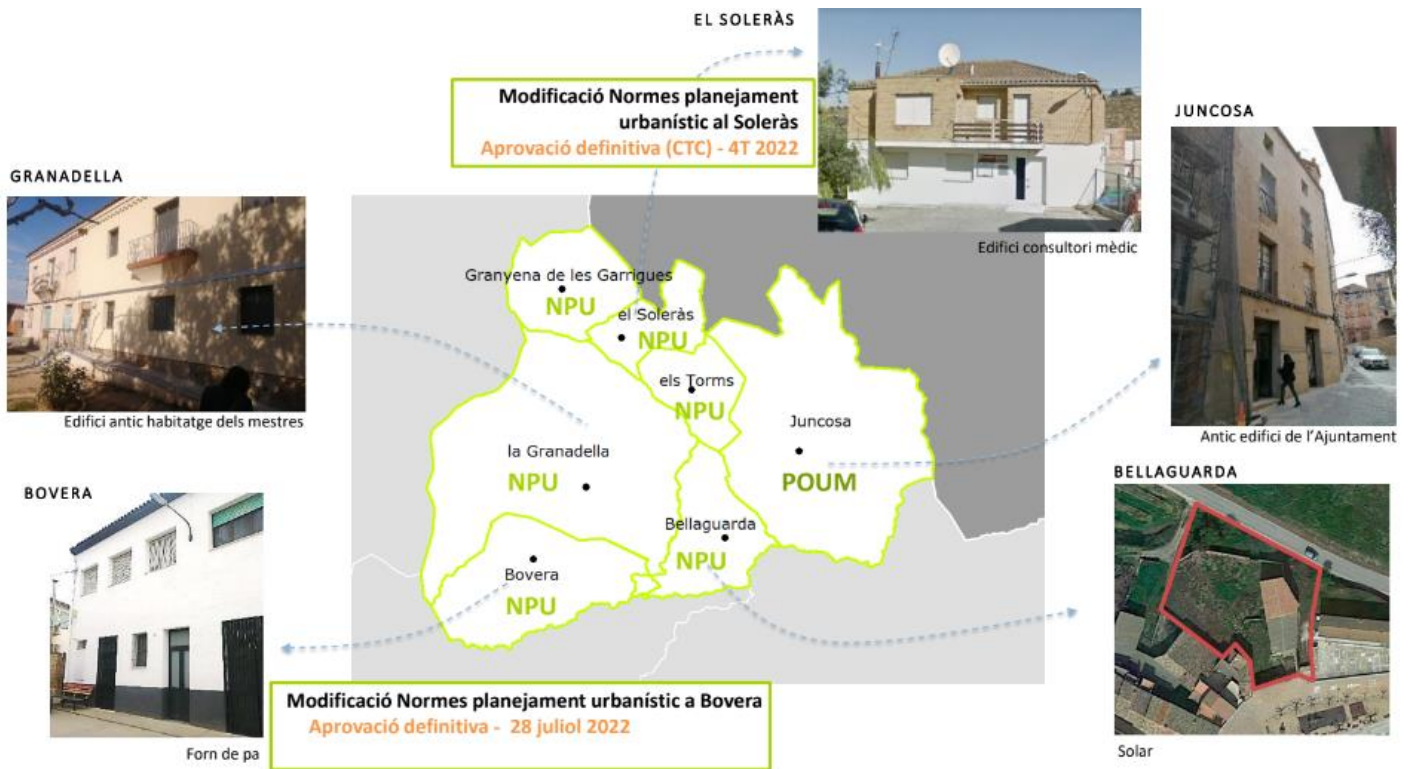 EL SOLERÀS
Modificació Normes planejament
urbanístic al Soleràs
Aprovació definitiva (CTC) - 4T 2022
Edifici consultori mèdic
JUNCOSA
Antic edifici de l'Ajuntament
GRANADELLA
Edifici antic habitatge dels mestres
Granyena de les Garrigues
NPU
el Soleràs
NPU
els Torms
NPU
Juncosa
POUM
la Granadella
NPU
Bellaguarda
NPU
Bovera
NPU
BOVERA
Forn de pa
BELLAGUARDA
Solar
Modificació Normes planejament urbanístic a Bovera
Aprovació definitiva - 28 juliol 2022